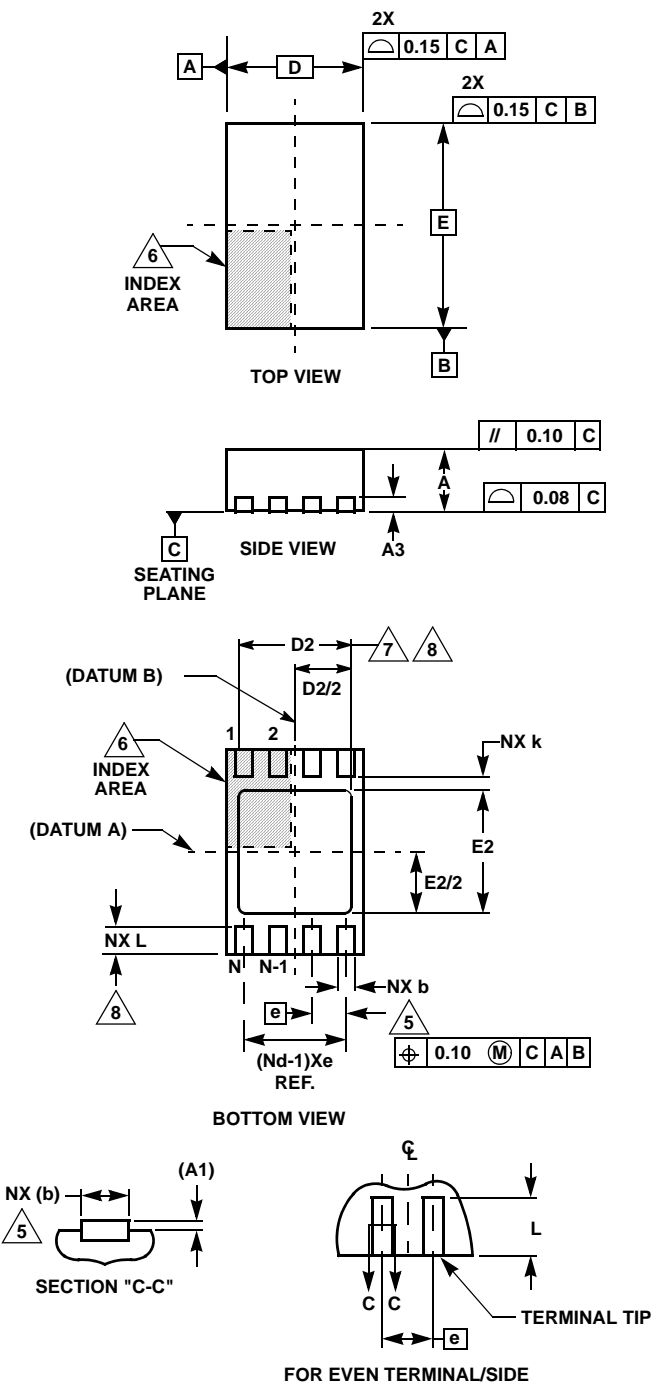 2X
⌓ 0.15 C A
A D
2X
⌓ 0.15 C B
E
6
INDEX
AREA
B
TOP VIEW
// 0.10 C
A
⌓ 0.08 C
C
SIDE VIEW
A3
SEATING
PLANE
D2 7 8
(DATUM B)
D2/2
1 2
6
INDEX
AREA
NX k
(DATUM A)
E2
E2/2
NX L
N N-1
NX b
8
e 5
(Nd-1)Xe
REF.
⌖ 0.10 Ⓜ C A B
BOTTOM VIEW
(A1)
NX (b)
5
SECTION "C-C"
℄
L
C C
TERMINAL TIP
e
FOR EVEN TERMINAL/SIDE